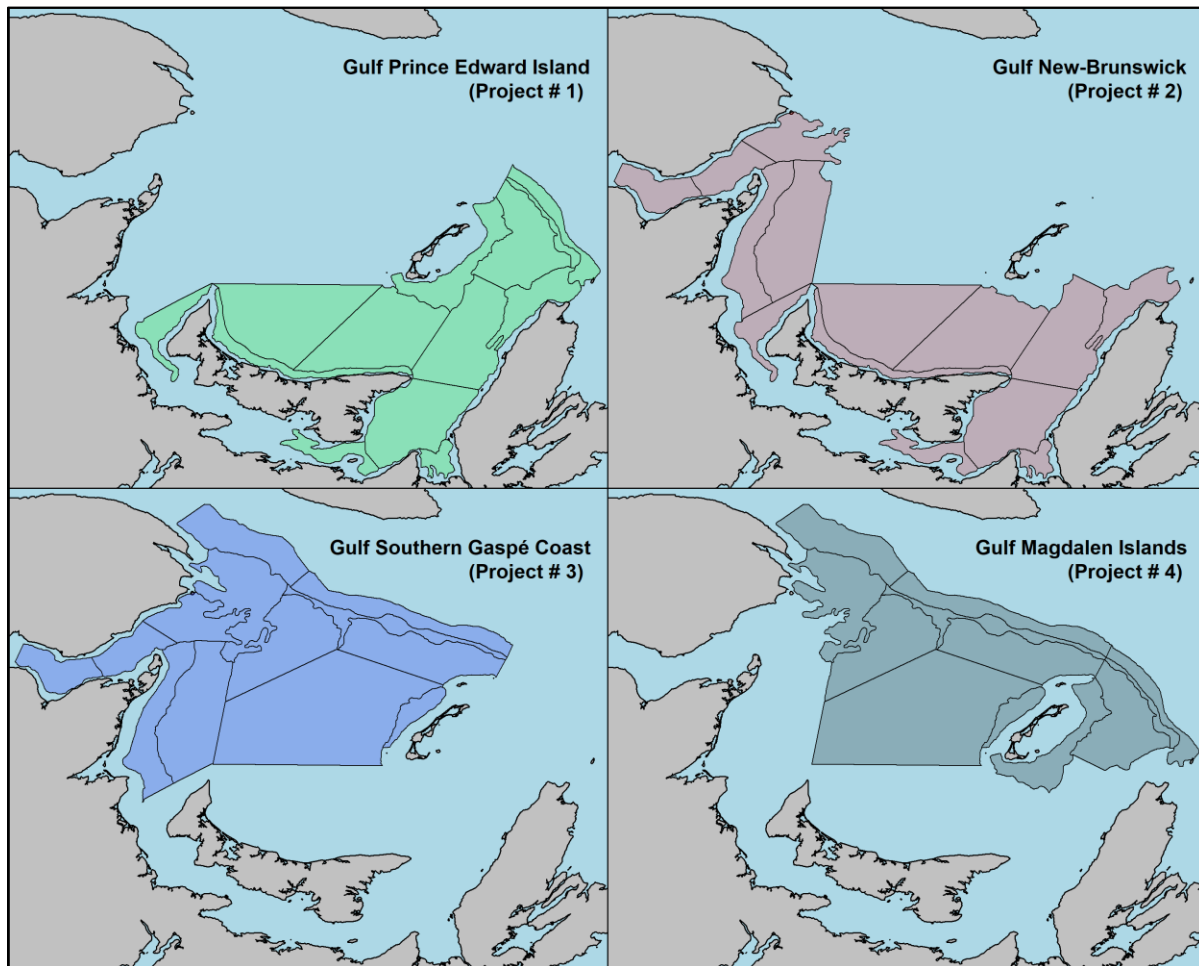 Gulf Prince Edward Island
(Project # 1)
Gulf New-Brunswick
(Project # 2)
Gulf Southern Gaspé Coast
(Project # 3)
Gulf Magdalen Islands
(Project # 4)